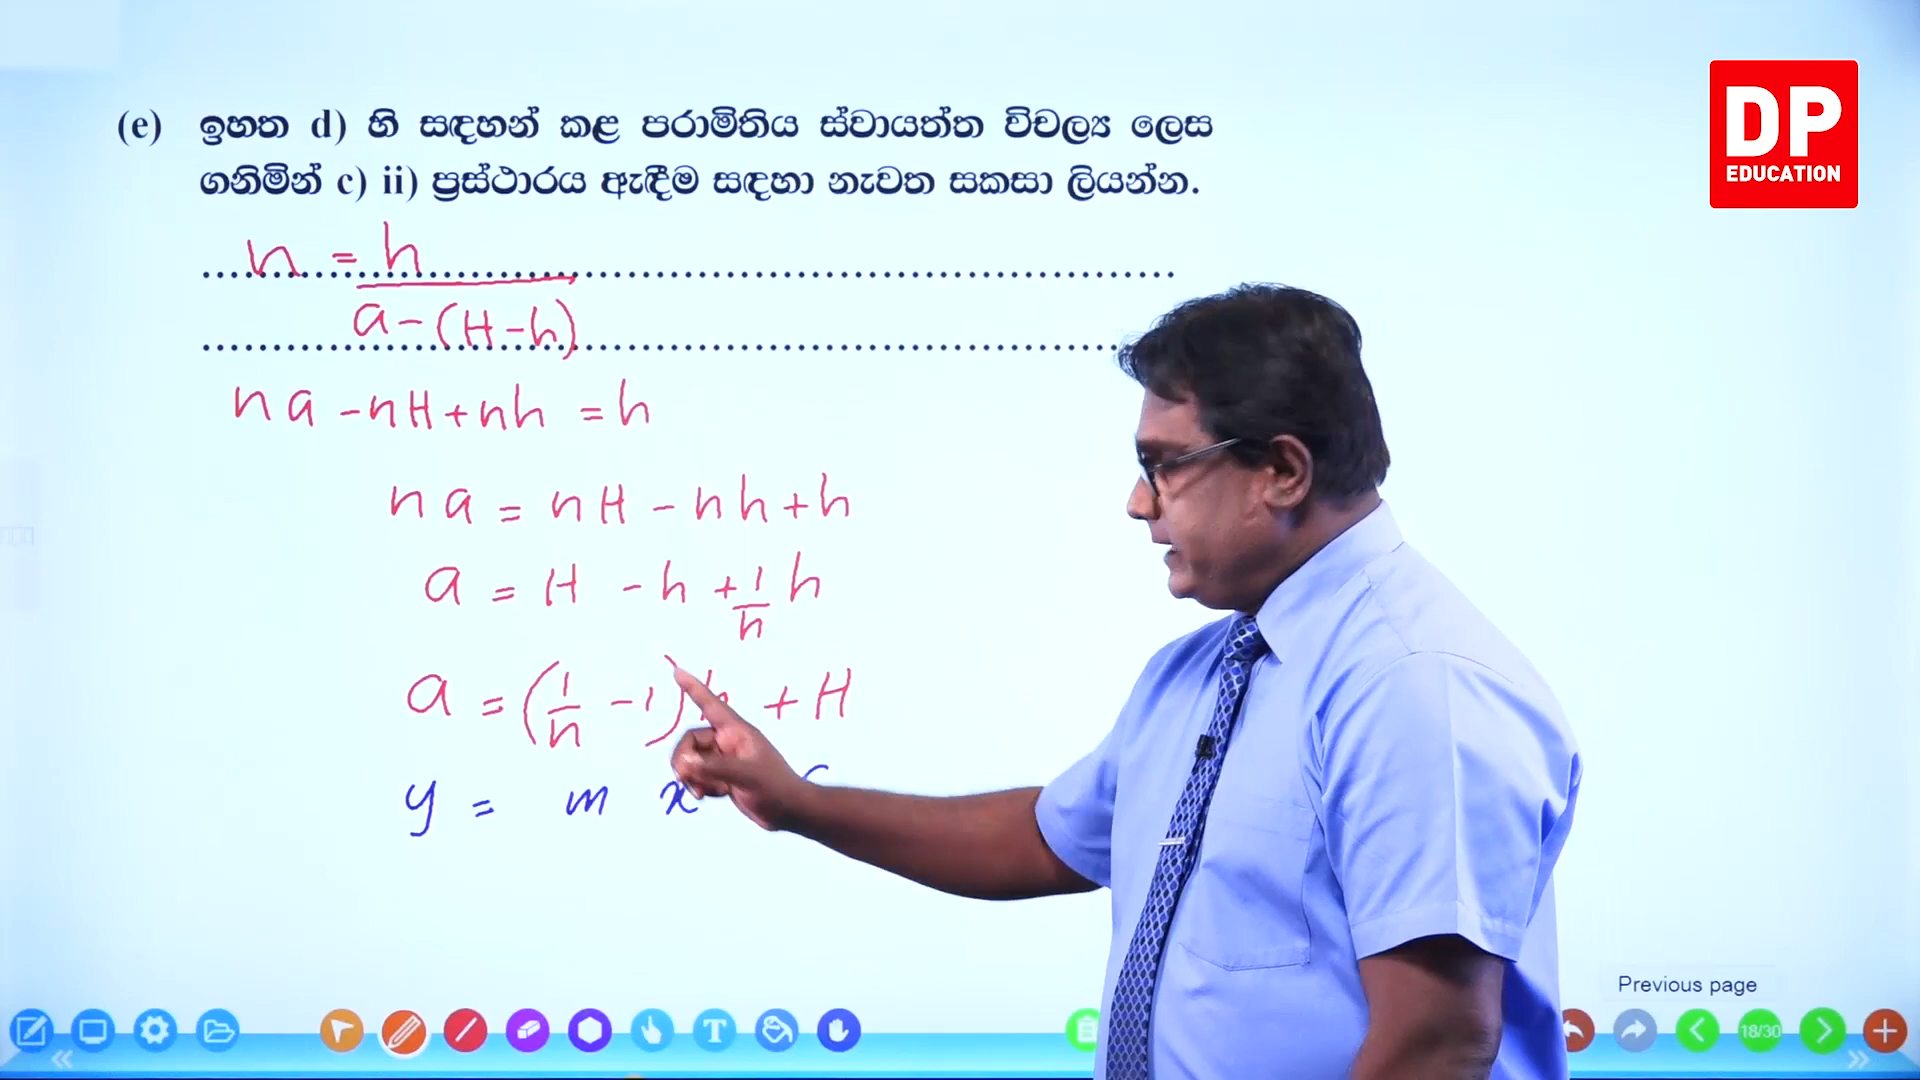 DP
EDUCATION
(e) ඉහත d) හි සඳහන් කළ පරාමිතිය ස්වායත්ත විචල්‍ය ලෙස
ගනිමින් c) ii) ප්‍රස්ථාරය ඇඳීම සඳහා නැවත සකසා ලියන්න.
n = h
a - (H - h)
na - nH + nh = h
na = nH - nh + h
a = H - h + 1/n h
a = (1/n - 1) h + H
y = m x
Previous page
T
18/30